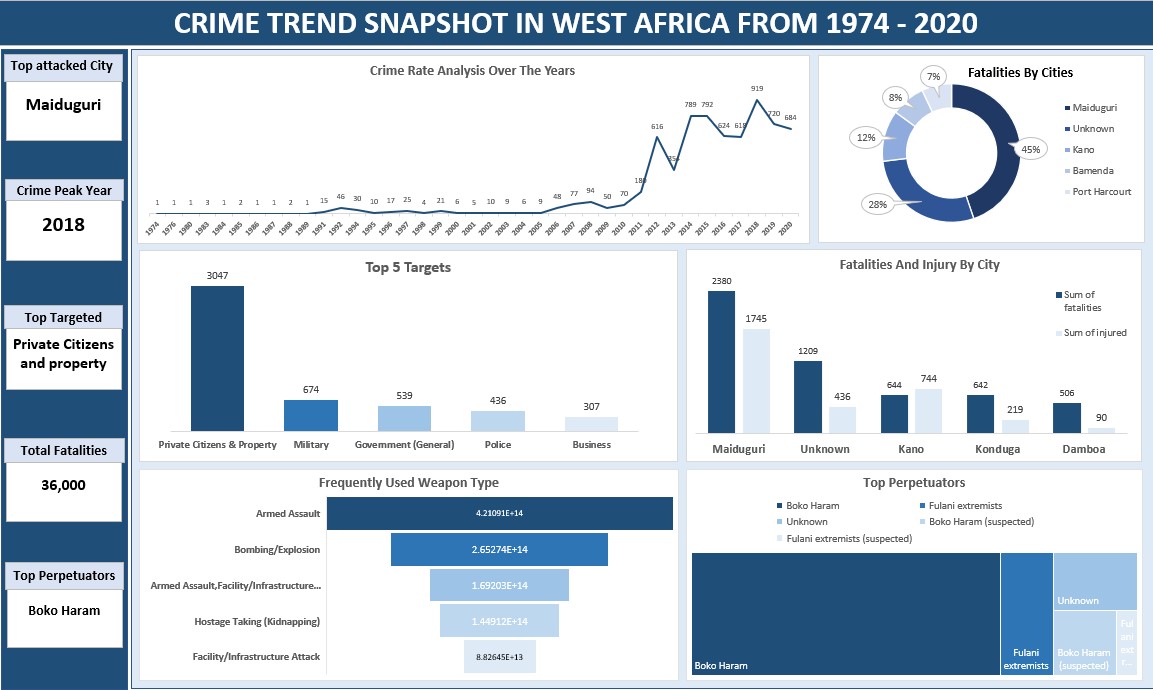 CRIME TREND SNAPSHOT IN WEST AFRICA FROM 1974 - 2020
Top attacked City
Maiduguri
Crime Peak Year
2018
Top Targeted
Private Citizens
and property
Total Fatalities
36,000
Top Perpetuators
Boko Haram
Crime Rate Analysis Over The Years
1 1 1 3 1 2 1 1 2 1 15 46 30 10 17 25 4 21 6 5 10 9 6 9 48 77 94 50 70 616 789 792 624 919 720 684
1974 1976 1980 1983 1984 1985 1986 1987 1988 1989 1991 1992 1994 1995 1996 1997 1998 1999 2000 2001 2002 2003 2004 2005 2006 2007 2008 2009 2010 2011 2012 2013 2014 2015 2016 2017 2018 2019 2020
Fatalities By Cities
7%
8%
12%
28%
45%
Maiduguri
Unknown
Kano
Bamenda
Port Harcourt
Top 5 Targets
3047
674
539
436
307
Private Citizens & Property Military Government (General) Police Business
Fatalities And Injury By City
2380
1745
1209
436
644
744
642
219
506
90
Sum of
fatalities
Sum of injured
Maiduguri Unknown Kano Konduga Damboa
Frequently Used Weapon Type
Armed Assault 4.21091E+14
Bombing/Explosion 2.65274E+14
Armed Assault,Facility/Infrastructure... 1.69203E+14
Hostage Taking (Kidnapping) 1.44912E+14
Facility/Infrastructure Attack 8.82645E+13
Top Perpetuators
Boko Haram Fulani extremists
Unknown Boko Haram (suspected)
Fulani extremists (suspected)
Boko Haram
Fulani
extremists
Unknown
Boko Haram
(suspected)
Ful
ani
ext
r...